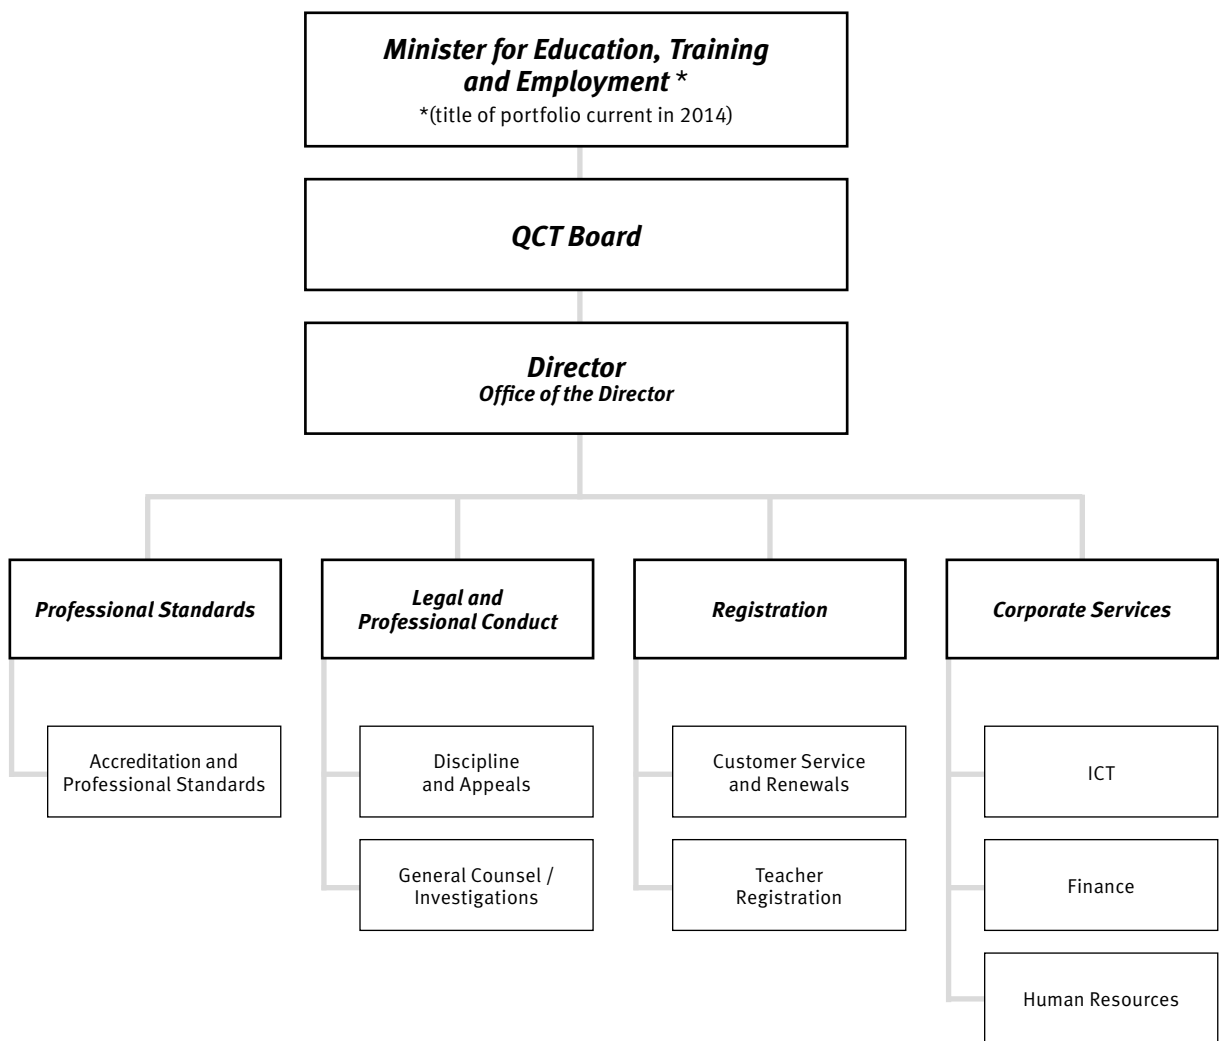 Minister for Education, Training
and Employment *
*(title of portfolio current in 2014)
QCT Board
Director
Office of the Director
Professional Standards
Legal and
Professional Conduct
Registration
Corporate Services
Accreditation and
Professional Standards
Discipline
and Appeals
Customer Service
and Renewals
ICT
General Counsel /
Investigations
Teacher
Registration
Finance
Human Resources